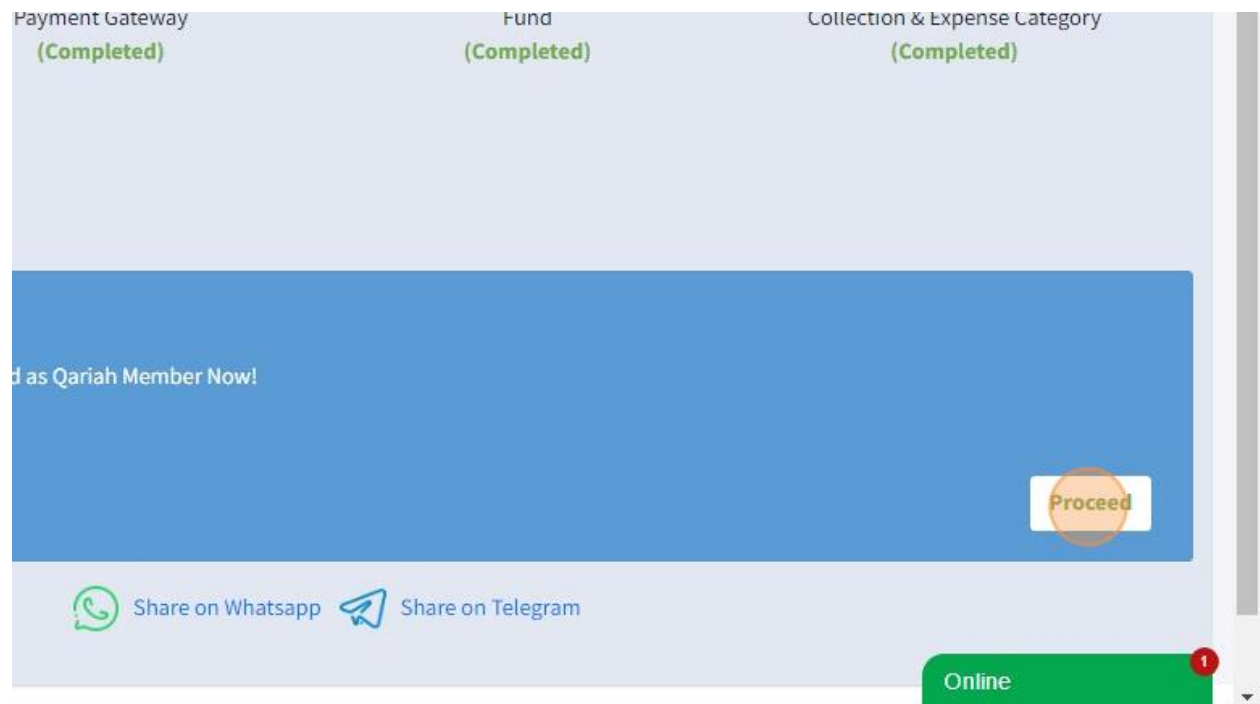 Payment Gateway Fund Collection & Expense Category
(Completed) (Completed) (Completed)
as Qariah Member Now!
Proceed
Share on Whatsapp Share on Telegram
Online
1